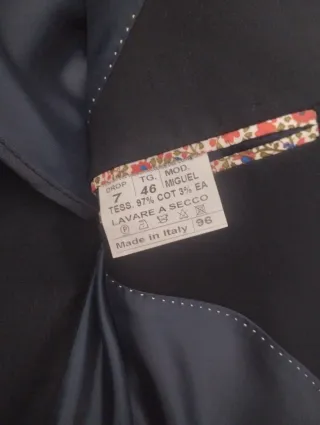 DROP TG. MOD.
7 46 MIGUEL
TESS. 97% COT 3% EA
LAVARE A SECCO
Made in Italy 96